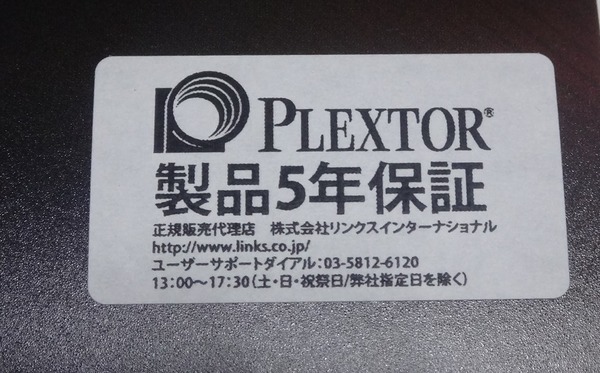 PLEXTOR®
製品5年保証
正規販売代理店 株式会社リンクスインターナショナル
http://www.links.co.jp/
ユーザーサポートダイアル:03-5812-6120
13:00～17:30(土・日・祝祭日/弊社指定日を除く)